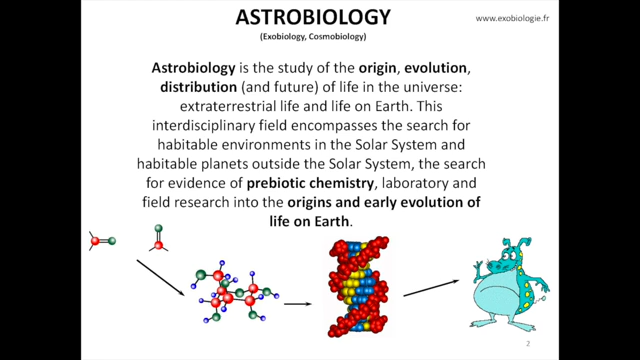 ASTROBIOLOGY
www.exobiologie.fr
(Exobiology, Cosmobiology)
Astrobiology is the study of the origin, evolution,
distribution (and future) of life in the universe:
extraterrestrial life and life on Earth. This
interdisciplinary field encompasses the search for
habitable environments in the Solar System and
habitable planets outside the Solar System, the search
for evidence of prebiotic chemistry, laboratory and
field research into the origins and early evolution of
life on Earth.
2